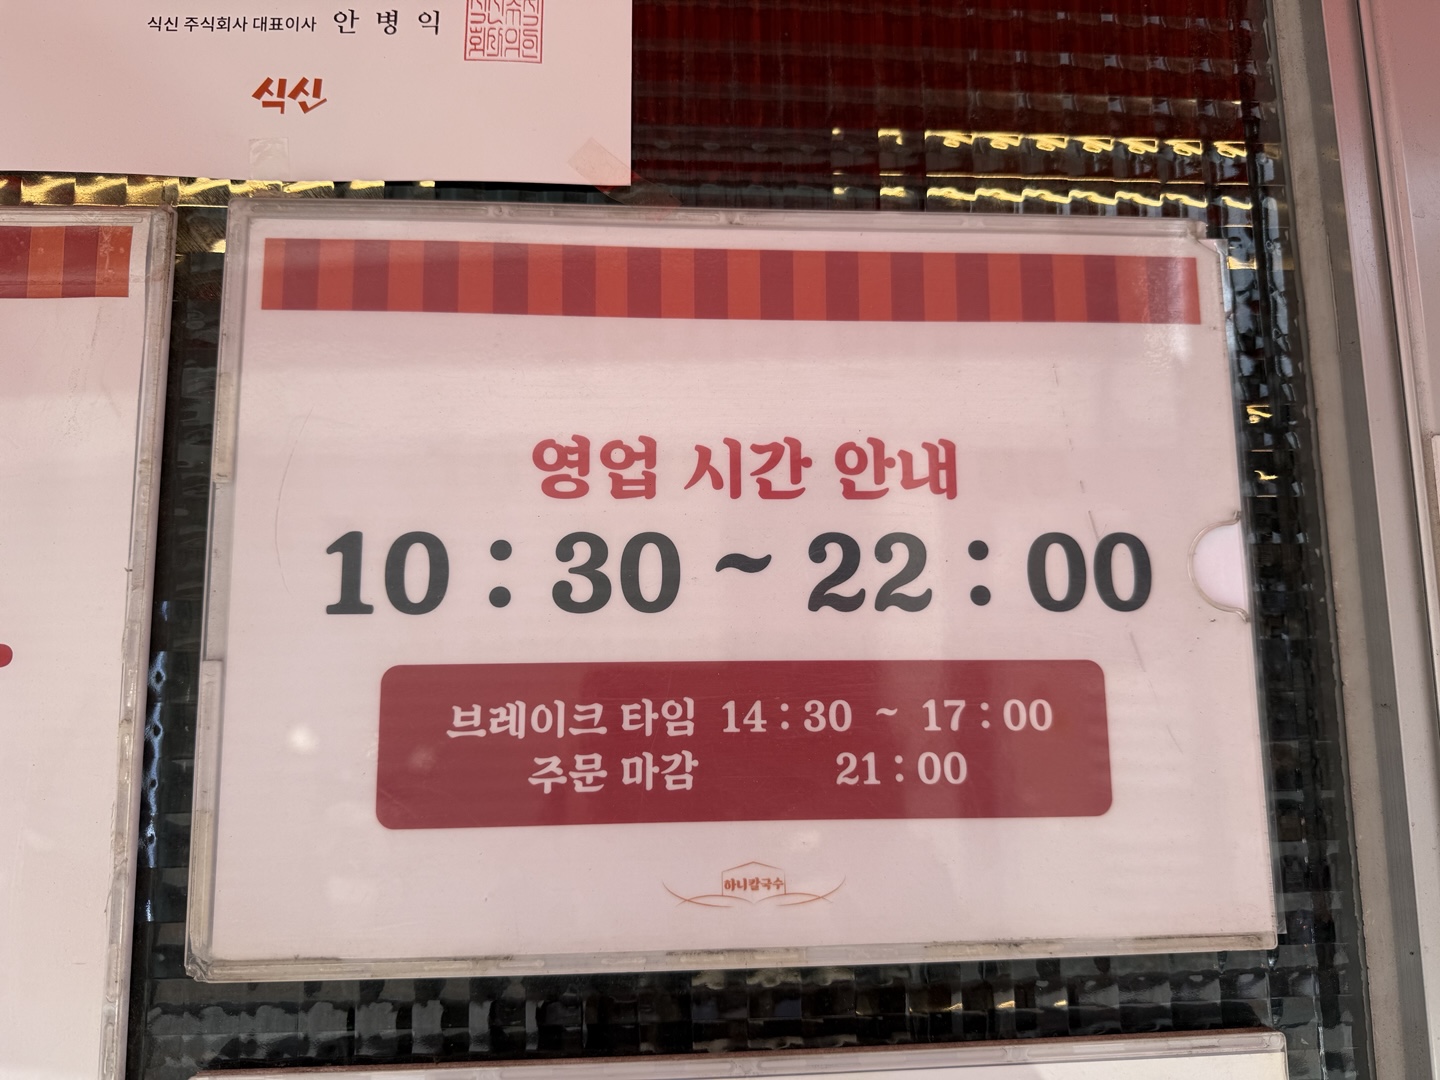 식신 주식회사 대표이사 안 병 익
식신
영업 시간 안내
10 : 30 ~ 22 : 00
브레이크 타임 14 : 30 ~ 17 : 00
주문 마감 21 : 00
하니칼국수